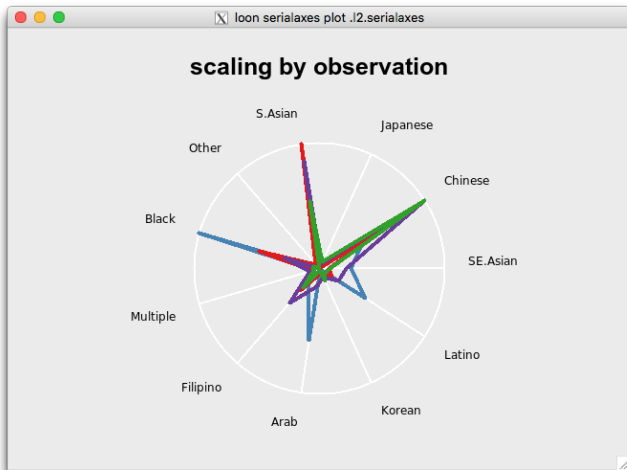 loon serialaxes plot .l2.serialaxes
scaling by observation
S.Asian
Japanese
Other
Chinese
Black
SE.Asian
Multiple
Latino
Filipino
Korean
Arab